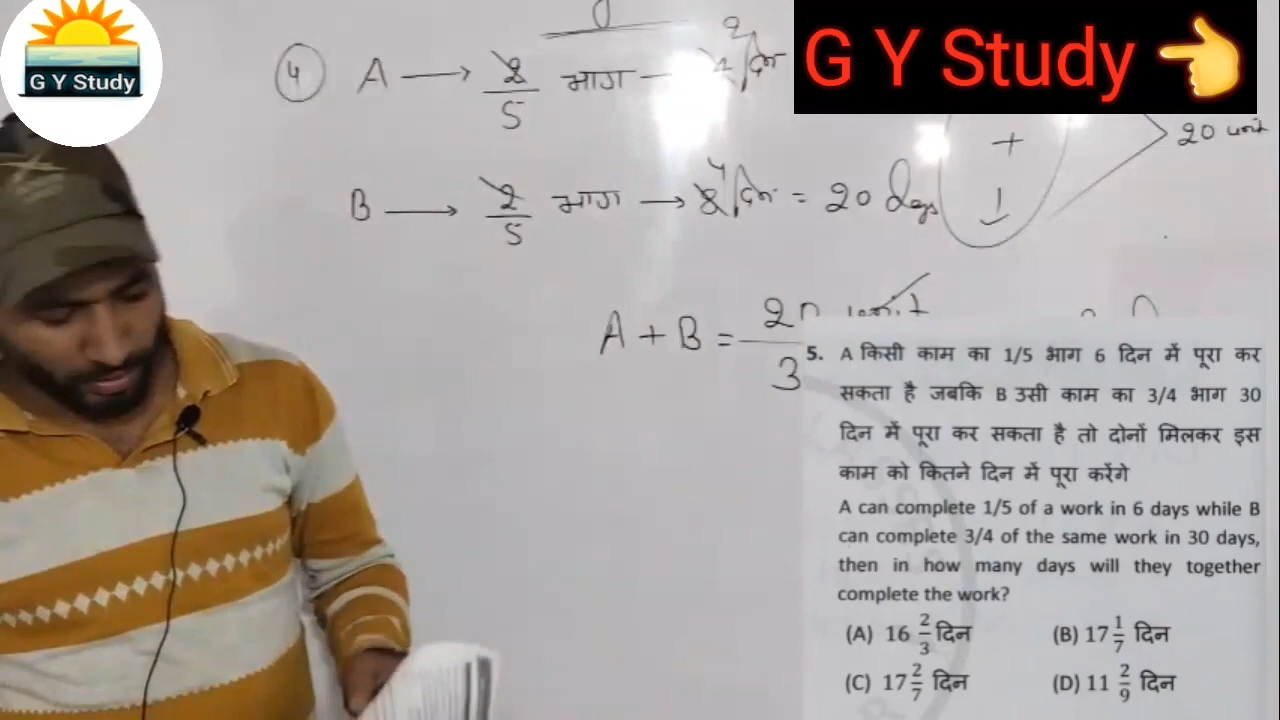 G Y Study
G Y Study
④ A → 2/5 भाग — 2 दिन
20 unit
+
1
B → 2/5 भाग → 4 दिन = 20 days
A + B = 20 unit
3
5. A किसी काम का 1/5 भाग 6 दिन में पूरा कर
सकता है जबकि B उसी काम का 3/4 भाग 30
दिन में पूरा कर सकता है तो दोनों मिलकर इस
काम को कितने दिन में पूरा करेंगे
A can complete 1/5 of a work in 6 days while B
can complete 3/4 of the same work in 30 days,
then in how many days will they together
complete the work?
(A) 16 2/3 दिन (B) 17 1/7 दिन
(C) 17 2/7 दिन (D) 11 2/9 दिन